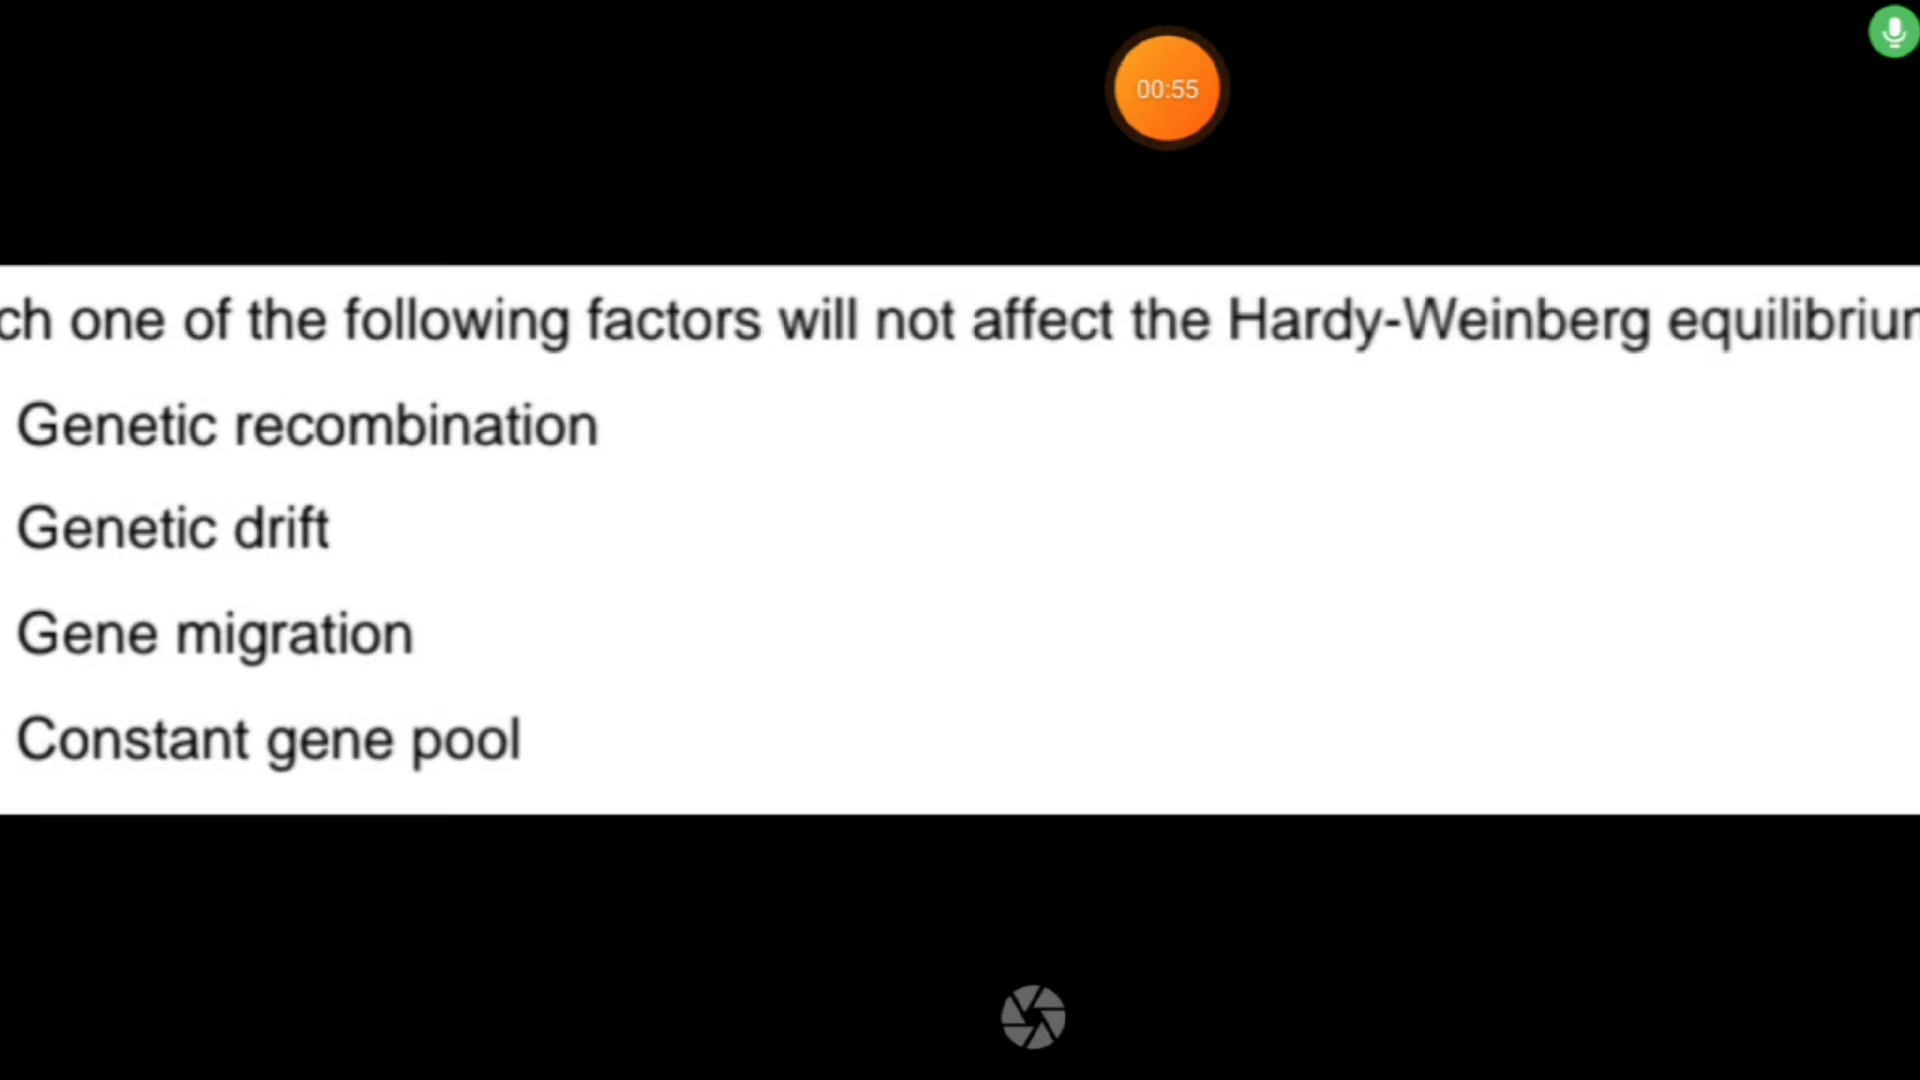 00:55
ch one of the following factors will not affect the Hardy-Weinberg equilibriun
Genetic recombination
Genetic drift
Gene migration
Constant gene pool